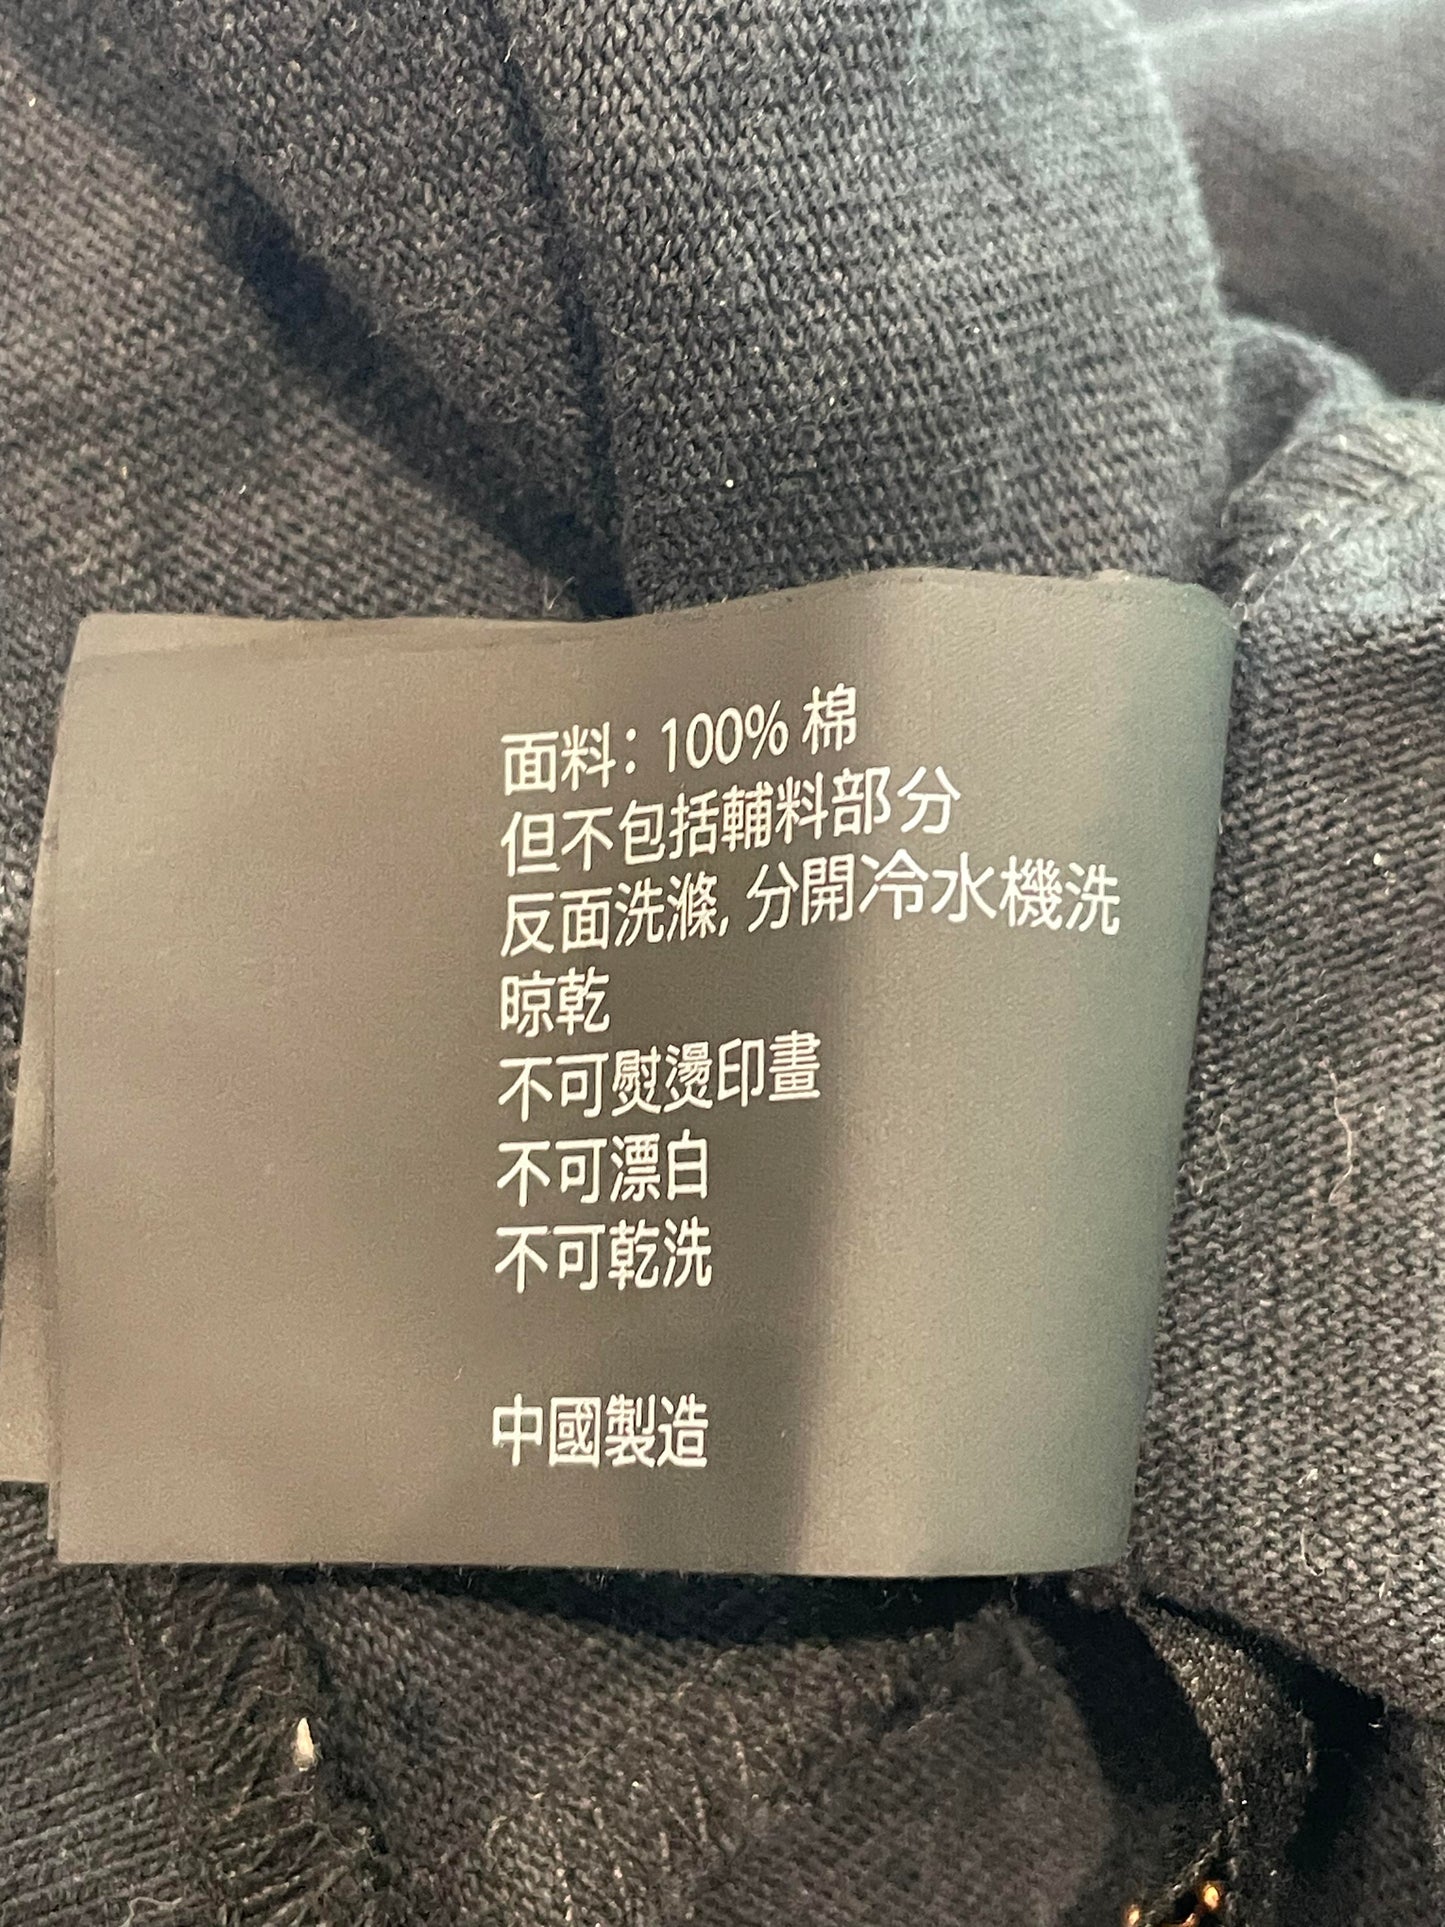 面料: 100% 棉
但不包括輔料部分
反面洗滌, 分開冷水機洗
晾乾
不可熨燙印畫
不可漂白
不可乾洗
中國製造